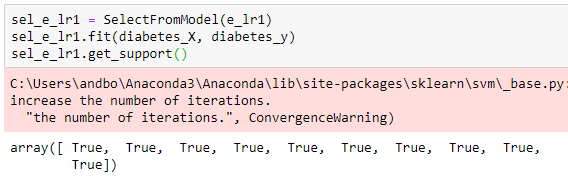 sel_e_lr1 = SelectFromModel(e_lr1)
sel_e_lr1.fit(diabetes_X, diabetes_y)
sel_e_lr1.get_support()
C:\Users\andbo\Anaconda3\Anaconda\lib\site-packages\sklearn\svm\_base.py:
increase the number of iterations.
"the number of iterations.", ConvergenceWarning)
array([ True, True, True, True, True, True, True, True, True,
True])